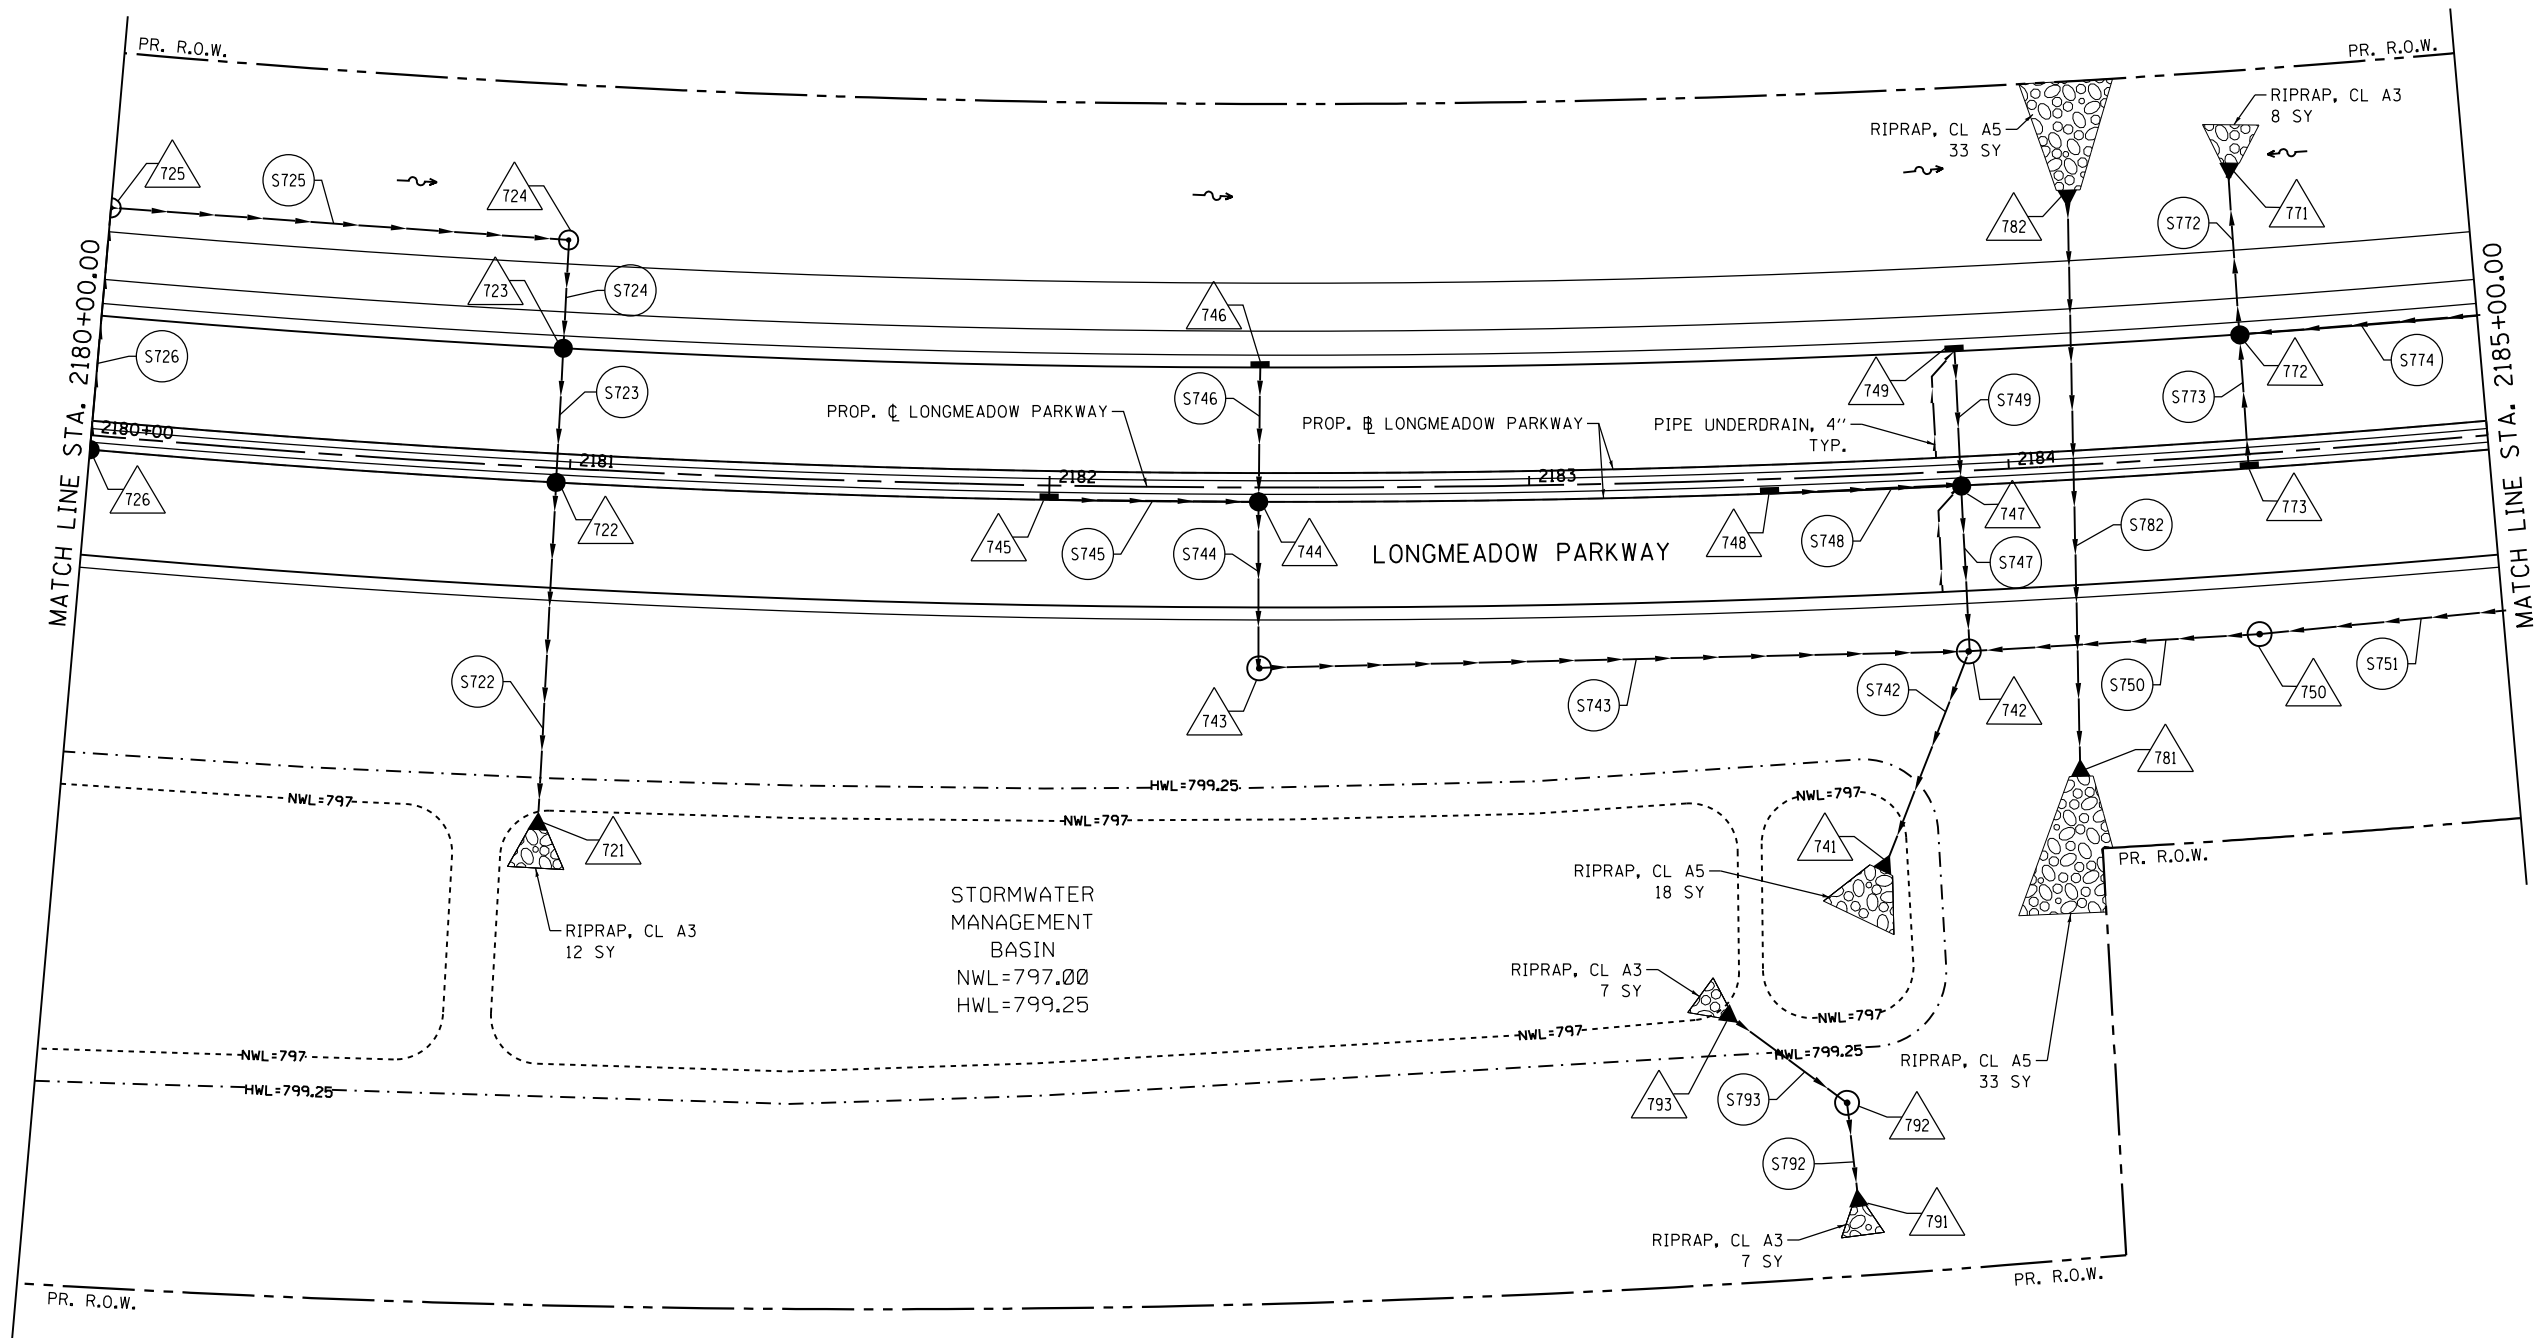 PR. R.O.W.
PR. R.O.W.
RIPRAP, CL A3
8 SY
RIPRAP, CL A5
33 SY
725
S725
724
782
S772
771
MATCH LINE STA. 2180+00.00
723
S724
746
S726
S723
S746
749
S749
S773
772
S774
MATCH LINE STA. 2185+00.00
PROP. ℄ LONGMEADOW PARKWAY
PROP. B LONGMEADOW PARKWAY
PIPE UNDERDRAIN, 4''
TYP.
2180+00
2181
2182
2183
2184
726
722
745
S745
S744
744
LONGMEADOW PARKWAY
748
S748
747
S747
S782
773
S722
743
S743
S742
742
S750
750
S751
781
HWL=799.25
NWL=797
NWL=797
NWL=797
721
741
PR. R.O.W.
RIPRAP, CL A5
18 SY
STORMWATER
MANAGEMENT
BASIN
NWL=797.00
HWL=799.25
RIPRAP, CL A3
12 SY
RIPRAP, CL A3
7 SY
NWL=797
NWL=797
NWL=797
HWL=799.25
HWL=799.25
RIPRAP, CL A5
33 SY
793
S793
792
S792
791
RIPRAP, CL A3
7 SY
PR. R.O.W.
PR. R.O.W.